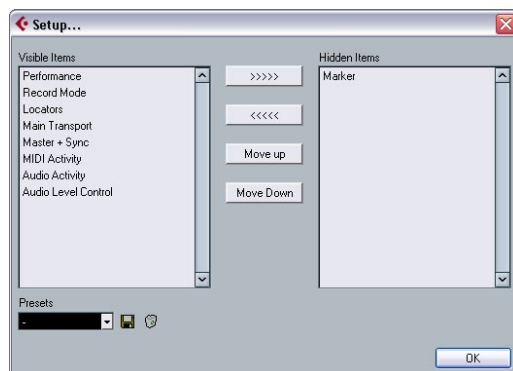 Setup...
Visible Items
Performance
Record Mode
Locators
Main Transport
Master + Sync
MIDI Activity
Audio Activity
Audio Level Control
>>>>>
<<<<<
Move up
Move Down
Hidden Items
Marker
Presets
-
OK